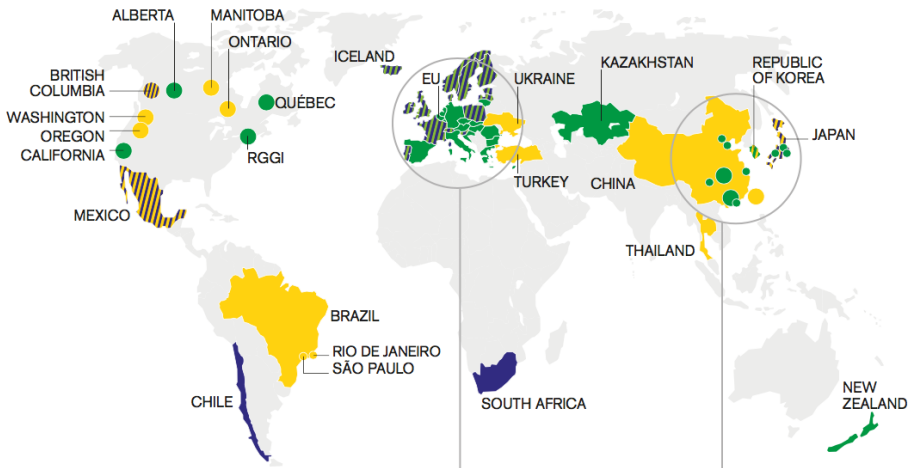 ALBERTA
MANITOBA
ONTARIO
BRITISH
COLUMBIA
QUÉBEC
WASHINGTON
OREGON
CALIFORNIA
RGGI
MEXICO
ICELAND
EU
UKRAINE
KAZAKHSTAN
REPUBLIC
OF KOREA
JAPAN
TURKEY
CHINA
THAILAND
BRAZIL
RIO DE JANEIRO
SÃO PAULO
CHILE
SOUTH AFRICA
NEW
ZEALAND